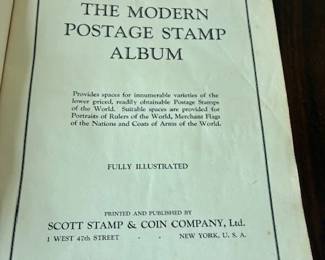 THE MODERN
POSTAGE STAMP
ALBUM
Provides spaces for innumerable varieties of the
lower priced, readily obtainable Postage Stamps
of the World. Suitable spaces are provided for
Portraits of Rulers of the World, Merchant Flags
of the Nations and Coats of Arms of the World.
FULLY ILLUSTRATED
PRINTED AND PUBLISHED BY
SCOTT STAMP & COIN COMPANY, Ltd.
1 WEST 47th STREET · · NEW YORK, U. S. A.